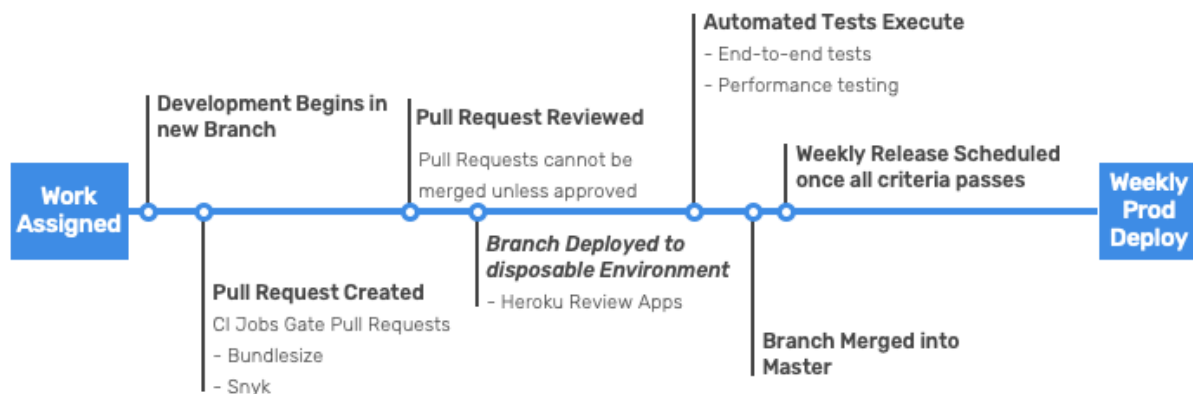 Work
Assigned
Development Begins in
new Branch
Pull Request Created
CI Jobs Gate Pull Requests
- Bundlesize
- Snyk
Pull Request Reviewed
Pull Requests cannot be
merged unless approved
Branch Deployed to
disposable Environment
- Heroku Review Apps
Automated Tests Execute
- End-to-end tests
- Performance testing
Branch Merged into
Master
Weekly Release Scheduled
once all criteria passes
Weekly
Prod
Deploy